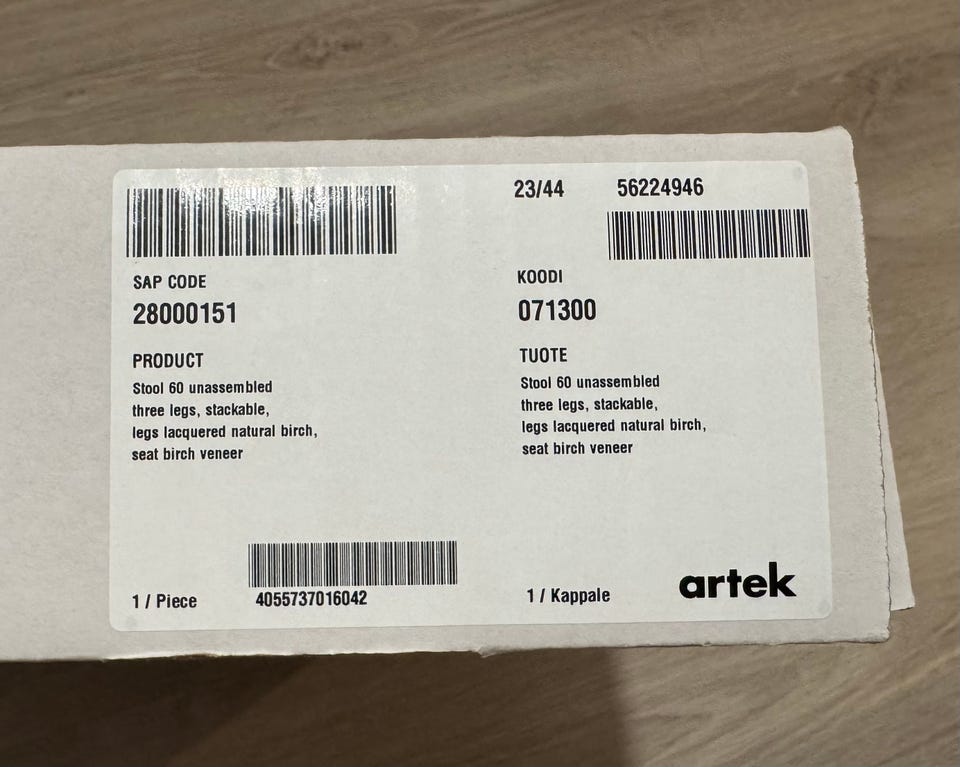 23/44 56224946
SAP CODE
28000151
PRODUCT
Stool 60 unassembled
three legs, stackable,
legs lacquered natural birch,
seat birch veneer
1 / Piece
4055737016042
KOODI
071300
TUOTE
Stool 60 unassembled
three legs, stackable,
legs lacquered natural birch,
seat birch veneer
1 / Kappale
artek